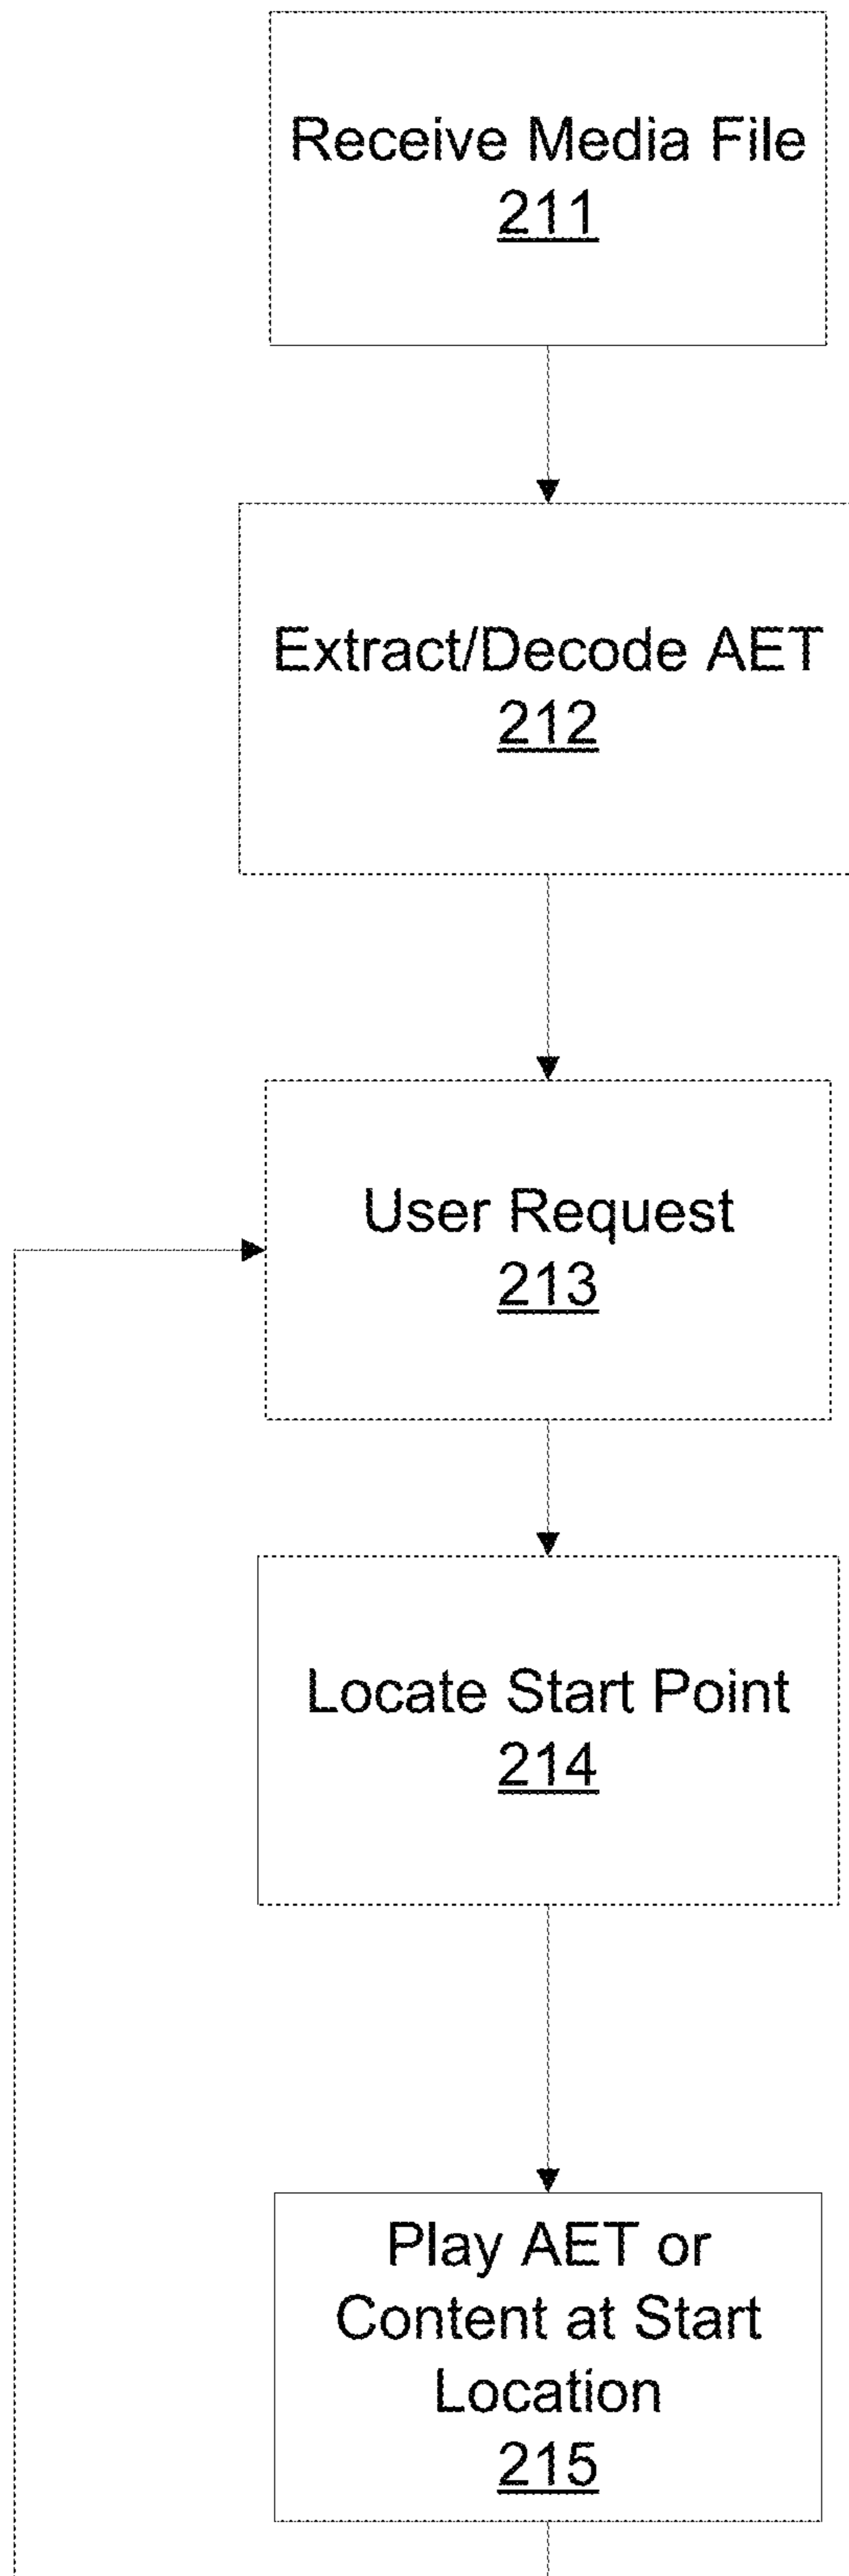 Receive Media File
211
Extract/Decode AET
212
User Request
213
Locate Start Point
214
Play AET or
Content at Start
Location
215